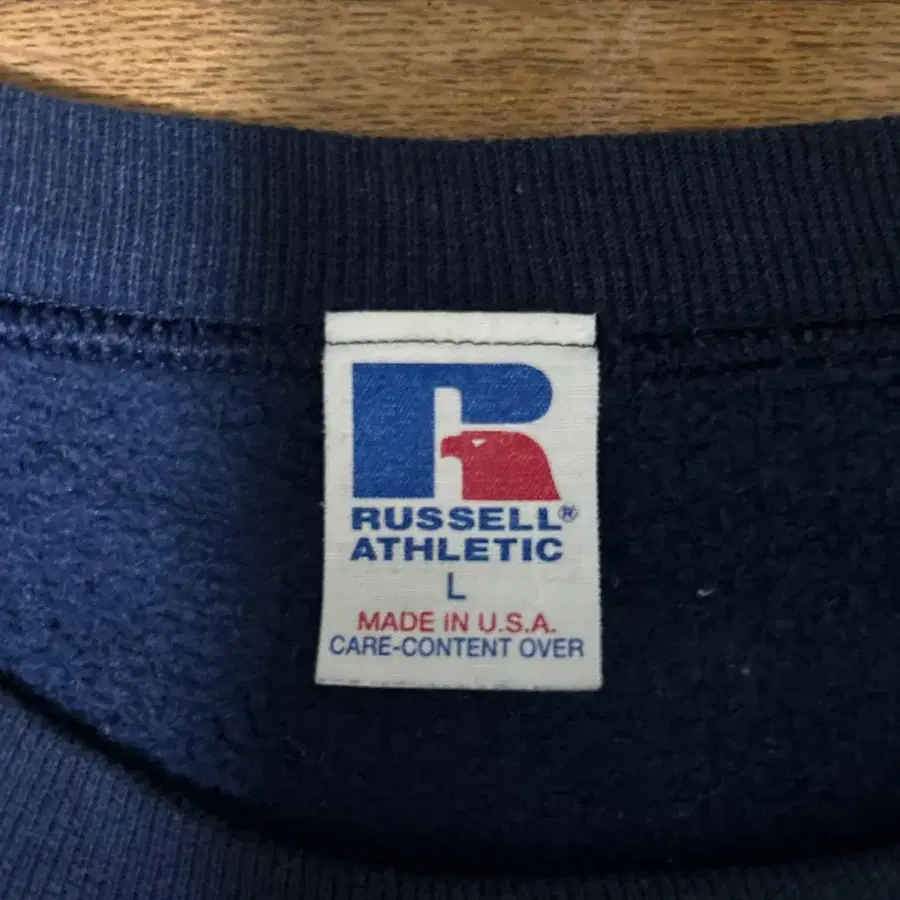 RUSSELL®
ATHLETIC
L
MADE IN U.S.A.
CARE-CONTENT OVER